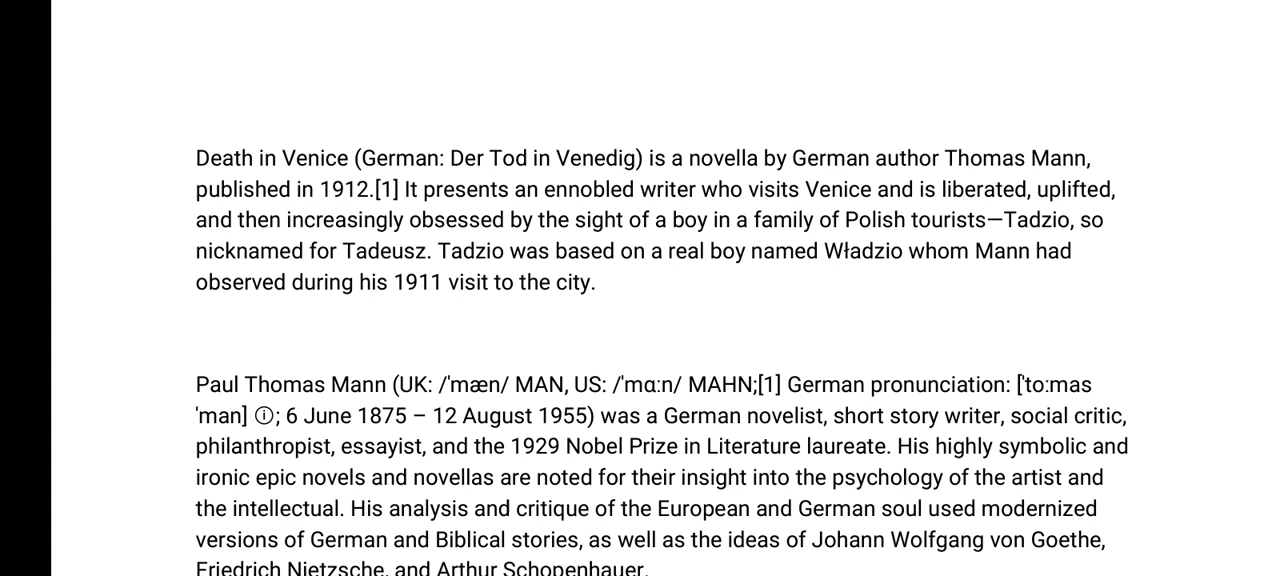 Death in Venice (German: Der Tod in Venedig) is a novella by German author Thomas Mann,
published in 1912.[1] It presents an ennobled writer who visits Venice and is liberated, uplifted,
and then increasingly obsessed by the sight of a boy in a family of Polish tourists—Tadzio, so
nicknamed for Tadeusz. Tadzio was based on a real boy named Władzio whom Mann had
observed during his 1911 visit to the city.
Paul Thomas Mann (UK: /ˈmæn/ MAN, US: /ˈmɑːn/ MAHN;[1] German pronunciation: [ˈtoːmas
ˈman] ⓘ; 6 June 1875 – 12 August 1955) was a German novelist, short story writer, social critic,
philanthropist, essayist, and the 1929 Nobel Prize in Literature laureate. His highly symbolic and
ironic epic novels and novellas are noted for their insight into the psychology of the artist and
the intellectual. His analysis and critique of the European and German soul used modernized
versions of German and Biblical stories, as well as the ideas of Johann Wolfgang von Goethe,
Friedrich Nietzsche, and Arthur Schopenhauer.